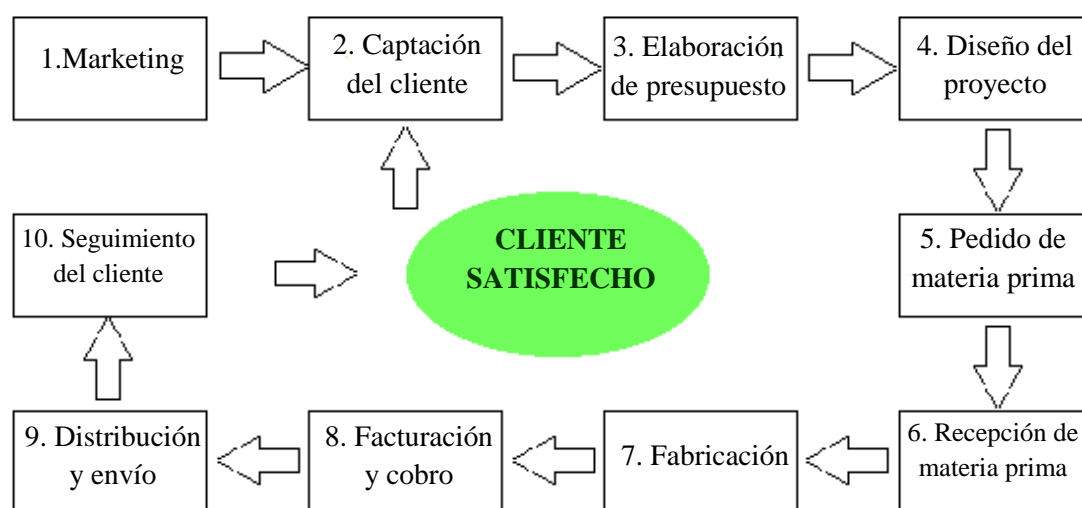 1.Marketing
2. Captación
del cliente
3. Elaboración
de presupuesto
4. Diseño del
proyecto
5. Pedido de
materia prima
6. Recepción de
materia prima
7. Fabricación
8. Facturación
y cobro
9. Distribución
y envío
10. Seguimiento
del cliente
CLIENTE
SATISFECHO